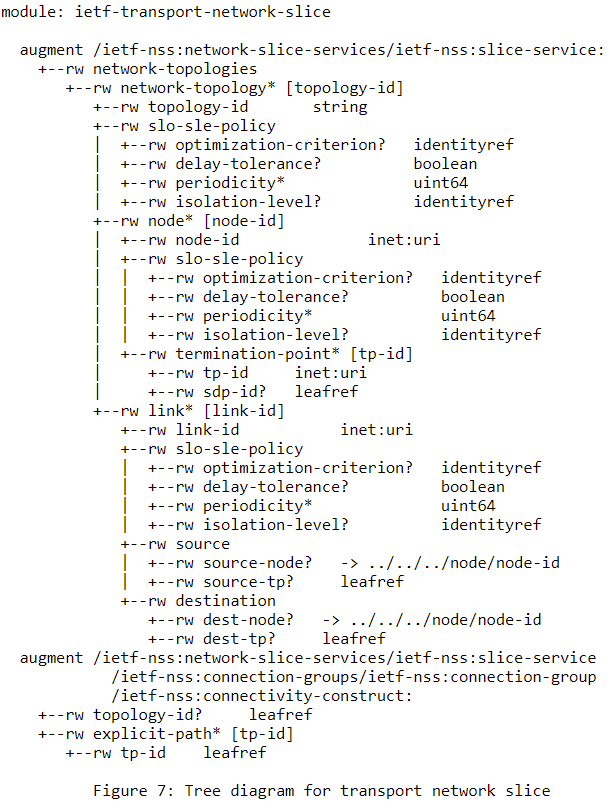 module: ietf-transport-network-slice

  augment /ietf-nss:network-slice-services/ietf-nss:slice-service:
    +--rw network-topologies
       +--rw network-topology* [topology-id]
          +--rw topology-id       string
          +--rw slo-sle-policy
          |  +--rw optimization-criterion?   identityref
          |  +--rw delay-tolerance?          boolean
          |  +--rw periodicity*              uint64
          |  +--rw isolation-level?          identityref
          +--rw node* [node-id]
          |  +--rw node-id              inet:uri
          |  +--rw slo-sle-policy
          |  |  +--rw optimization-criterion?   identityref
          |  |  +--rw delay-tolerance?          boolean
          |  |  +--rw periodicity*              uint64
          |  |  +--rw isolation-level?          identityref
          |  +--rw termination-point* [tp-id]
          |     +--rw tp-id     inet:uri
          |     +--rw sdp-id?   leafref
          +--rw link* [link-id]
             +--rw link-id           inet:uri
             +--rw slo-sle-policy
             |  +--rw optimization-criterion?   identityref
             |  +--rw delay-tolerance?          boolean
             |  +--rw periodicity*              uint64
             |  +--rw isolation-level?          identityref
             +--rw source
             |  +--rw source-node?   -> ../../../node/node-id
             |  +--rw source-tp?     leafref
             +--rw destination
                +--rw dest-node?   -> ../../../node/node-id
                +--rw dest-tp?     leafref
  augment /ietf-nss:network-slice-services/ietf-nss:slice-service
            /ietf-nss:connection-groups/ietf-nss:connection-group
            /ietf-nss:connectivity-construct:
    +--rw topology-id?     leafref
    +--rw explicit-path* [tp-id]
       +--rw tp-id    leafref

          Figure 7: Tree diagram for transport network slice